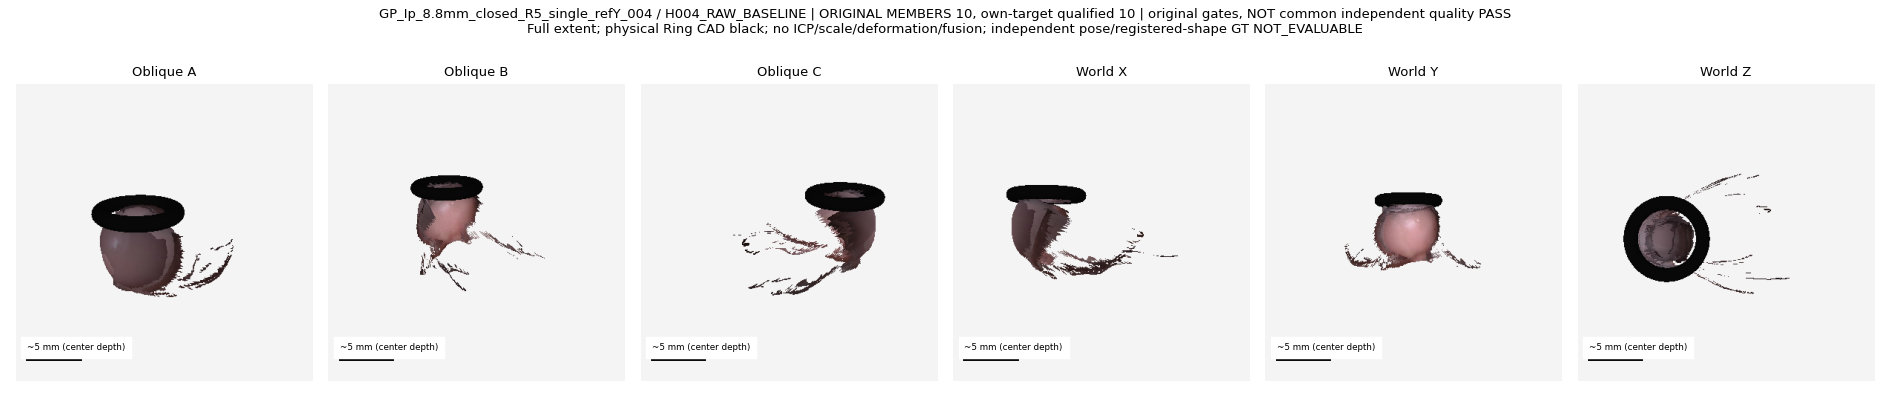 GP_Ip_8.8mm_closed_R5_single_refY_004 / H004_RAW_BASELINE | ORIGINAL MEMBERS 10, own-target qualified 10 | original gates, NOT common independent quality PASS
Full extent; physical Ring CAD black; no ICP/scale/deformation/fusion; independent pose/registered-shape GT NOT_EVALUABLE
Oblique A
Oblique B
Oblique C
World X
World Y
World Z
~5 mm (center depth)
~5 mm (center depth)
~5 mm (center depth)
~5 mm (center depth)
~5 mm (center depth)
~5 mm (center depth)